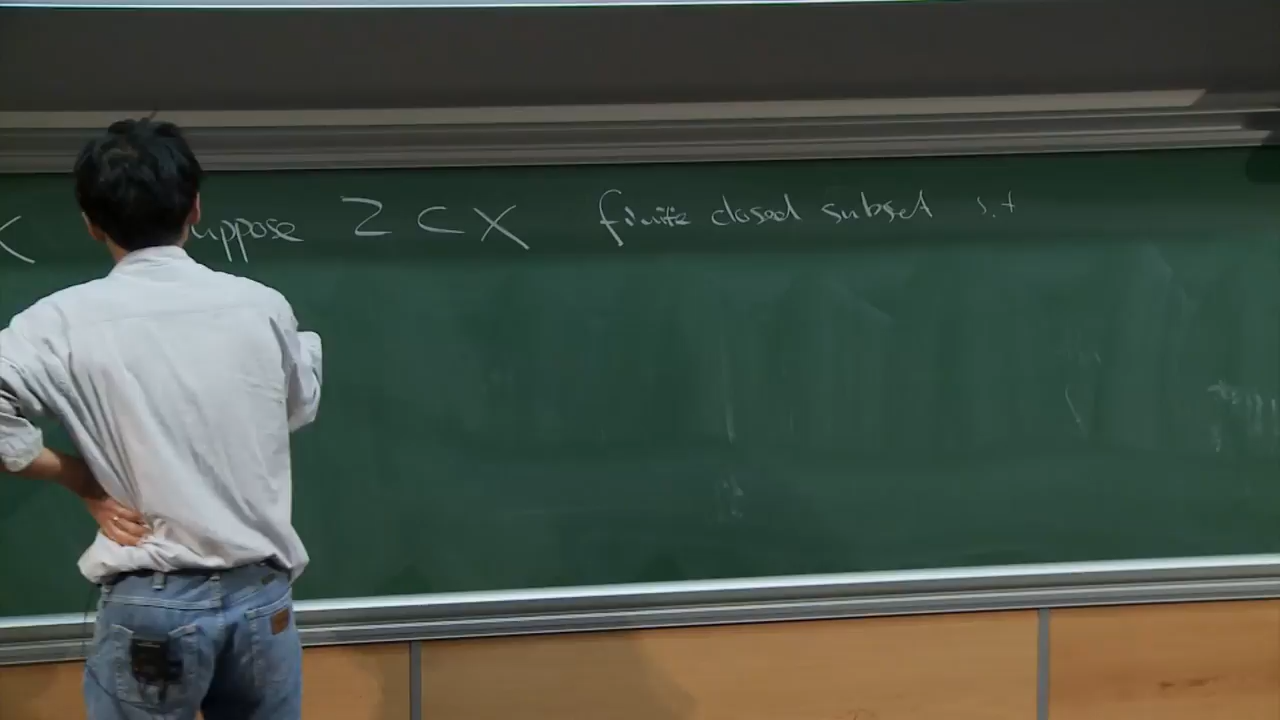 uppose Z ⊂ X finite closed subset s.t